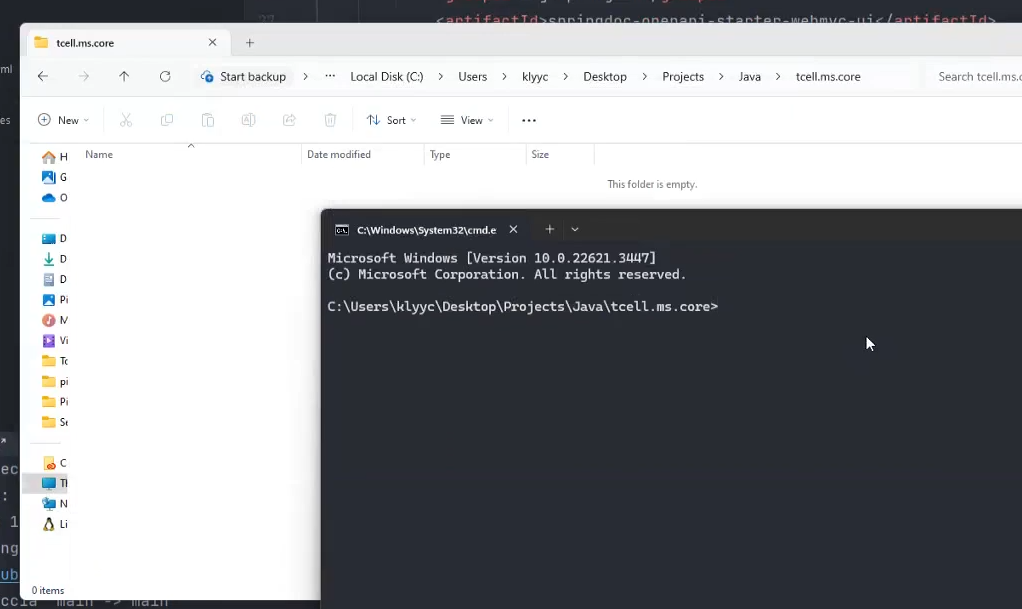 <artifactId>springdoc-openapi-starter-webmvc-ui</artifactId>
tcell.ms.core
Start backup > ... Local Disk (C:) > Users > klyyc > Desktop > Projects > Java > tcell.ms.core
Search tcell.ms.c
New
Sort
View
...
Name
Date modified
Type
Size
This folder is empty.
H
G
O
D
D
D
Pi
M
Vi
Tc
pi
Pi
Se
C
Th
N
Li
0 items
C:\Windows\System32\cmd.e
Microsoft Windows [Version 10.0.22621.3447]
(c) Microsoft Corporation. All rights reserved.
C:\Users\klyyc\Desktop\Projects\Java\tcell.ms.core>
ml
es
ec
:
1
ng
ub
ccia main -> main